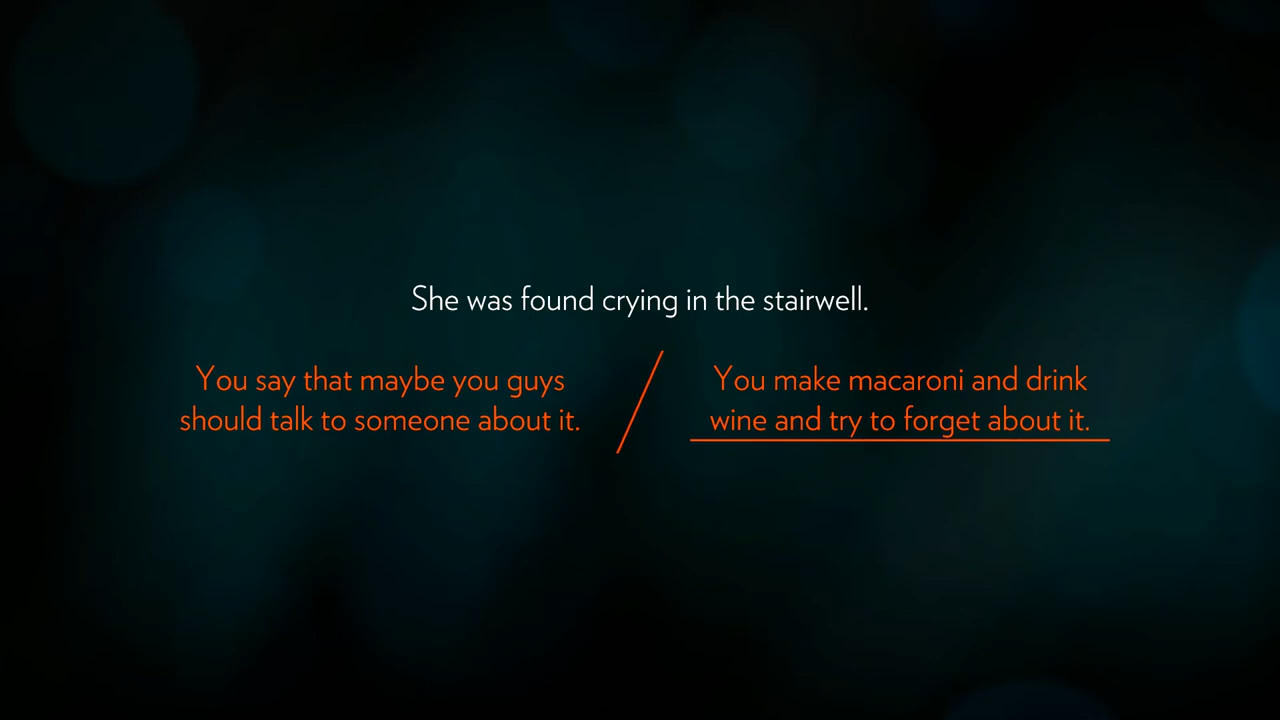 She was found crying in the stairwell.
You say that maybe you guys
should talk to someone about it.
You make macaroni and drink
wine and try to forget about it.